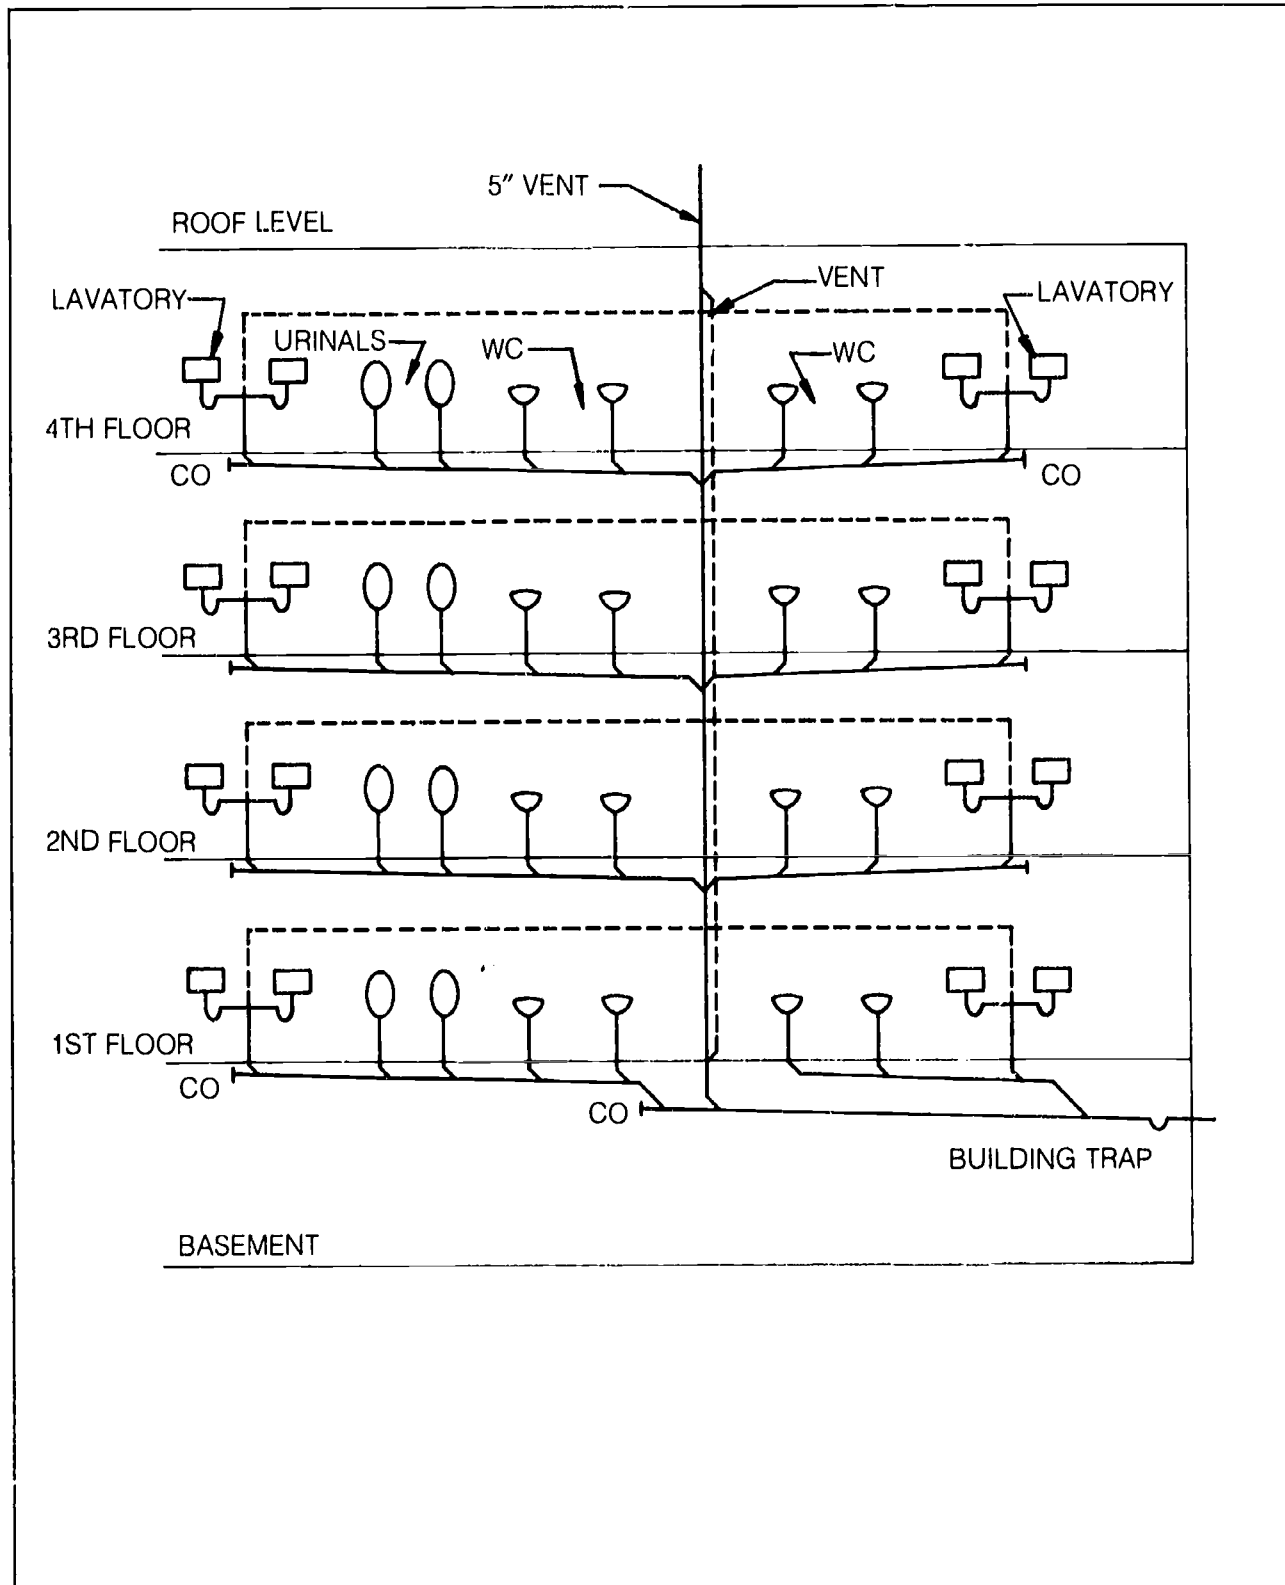 5" VENT
ROOF LEVEL
VENT
LAVATORY
LAVATORY
URINALS
WC
WC
4TH FLOOR
CO
CO
3RD FLOOR
2ND FLOOR
1ST FLOOR
CO
CO
BUILDING TRAP
BASEMENT